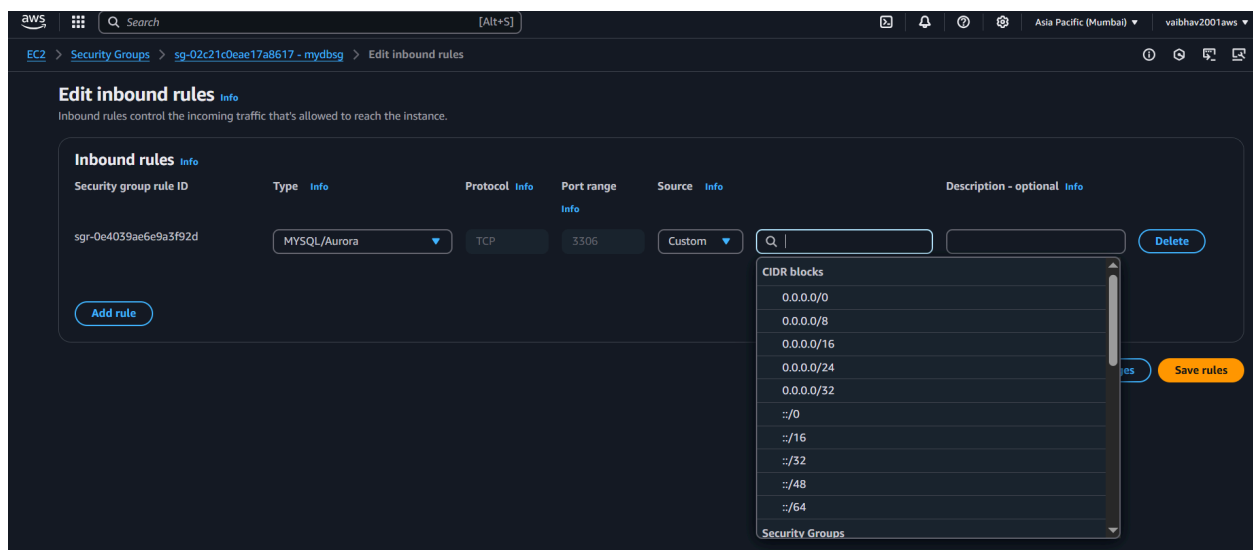 aws
Search
[Alt+S]
Asia Pacific (Mumbai)
vaibhav2001aws
EC2 > Security Groups > sg-02c21c0eae17a8617 - mydbsg > Edit inbound rules
Edit inbound rules Info
Inbound rules control the incoming traffic that's allowed to reach the instance.
Inbound rules Info
Security group rule ID
Type Info
Protocol Info
Port range
Info
Source Info
Description - optional Info
sgr-0e4039ae6e9a3f92d
MYSQL/Aurora
TCP
3306
Custom
Delete
CIDR blocks
0.0.0.0/0
0.0.0.0/8
0.0.0.0/16
0.0.0.0/24
0.0.0.0/32
::/0
::/16
::/32
::/48
::/64
Security Groups
Add rule
Save rules